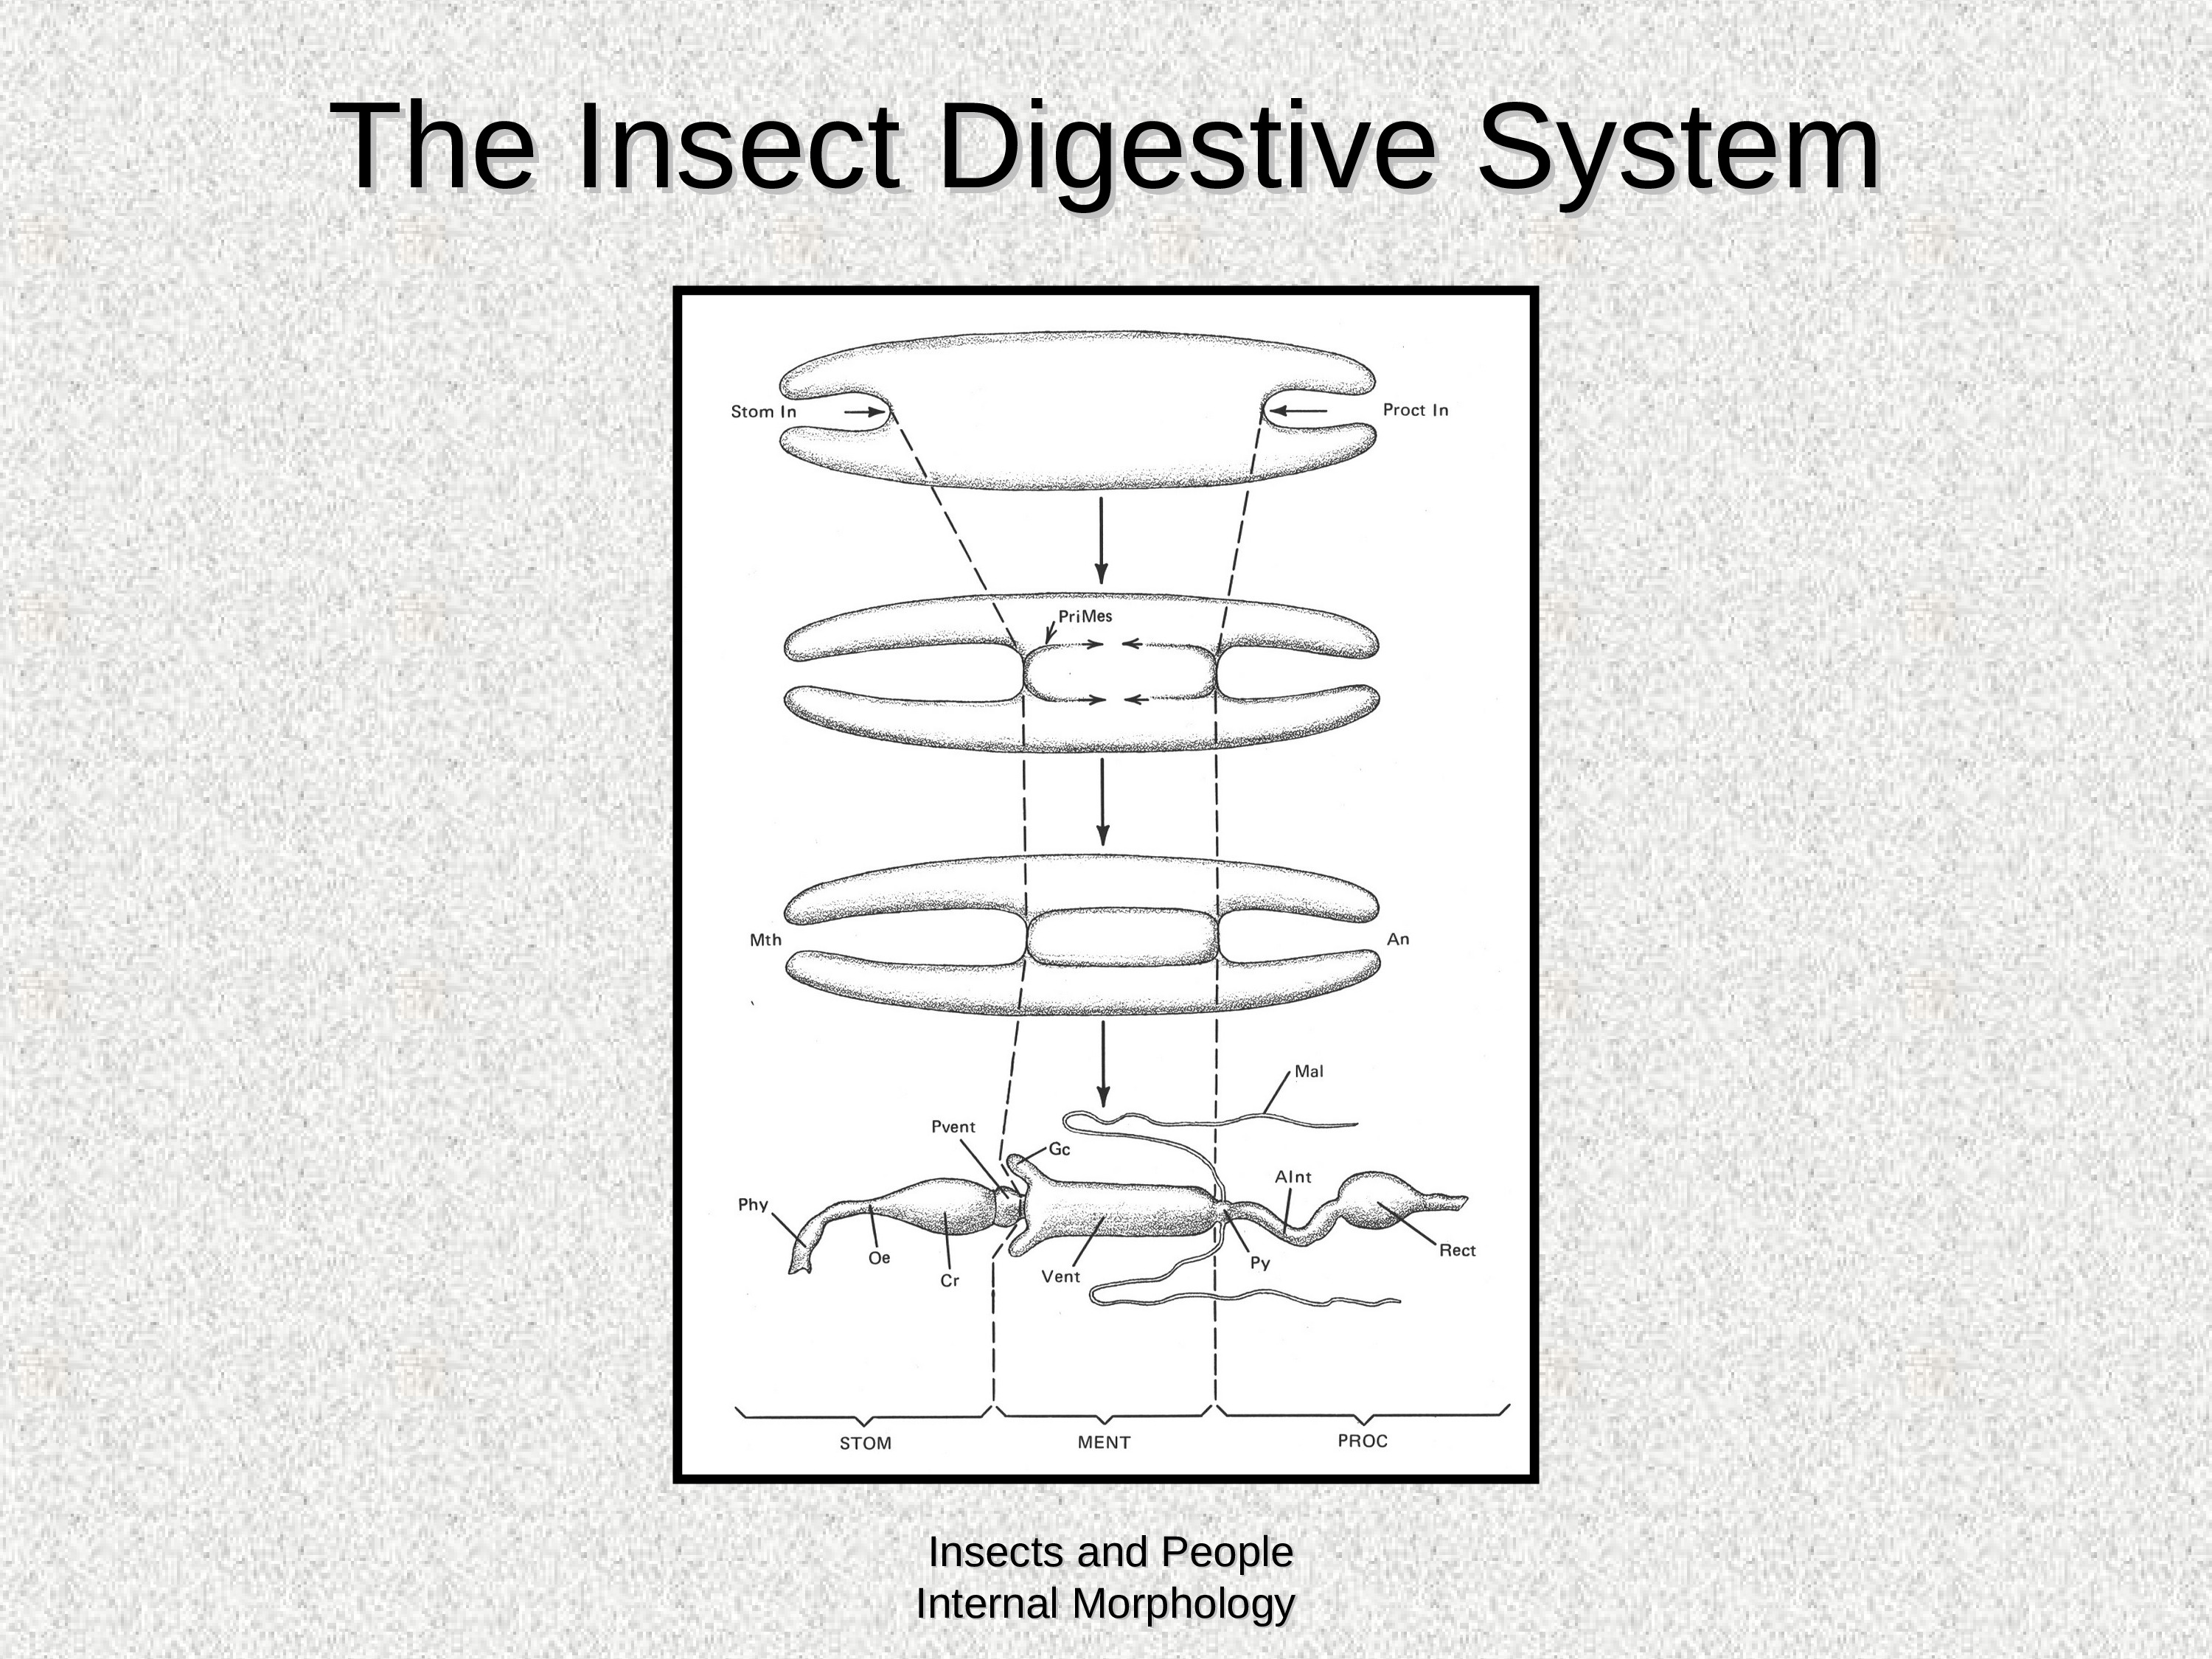 The Insect Digestive System
Stom In
Proct In
PriMes
Mth
An
Mal
Pvent
Gc
AInt
Phy
Oe
Cr
Vent
Py
Rect
STOM
MENT
PROC
Insects and People
Internal Morphology